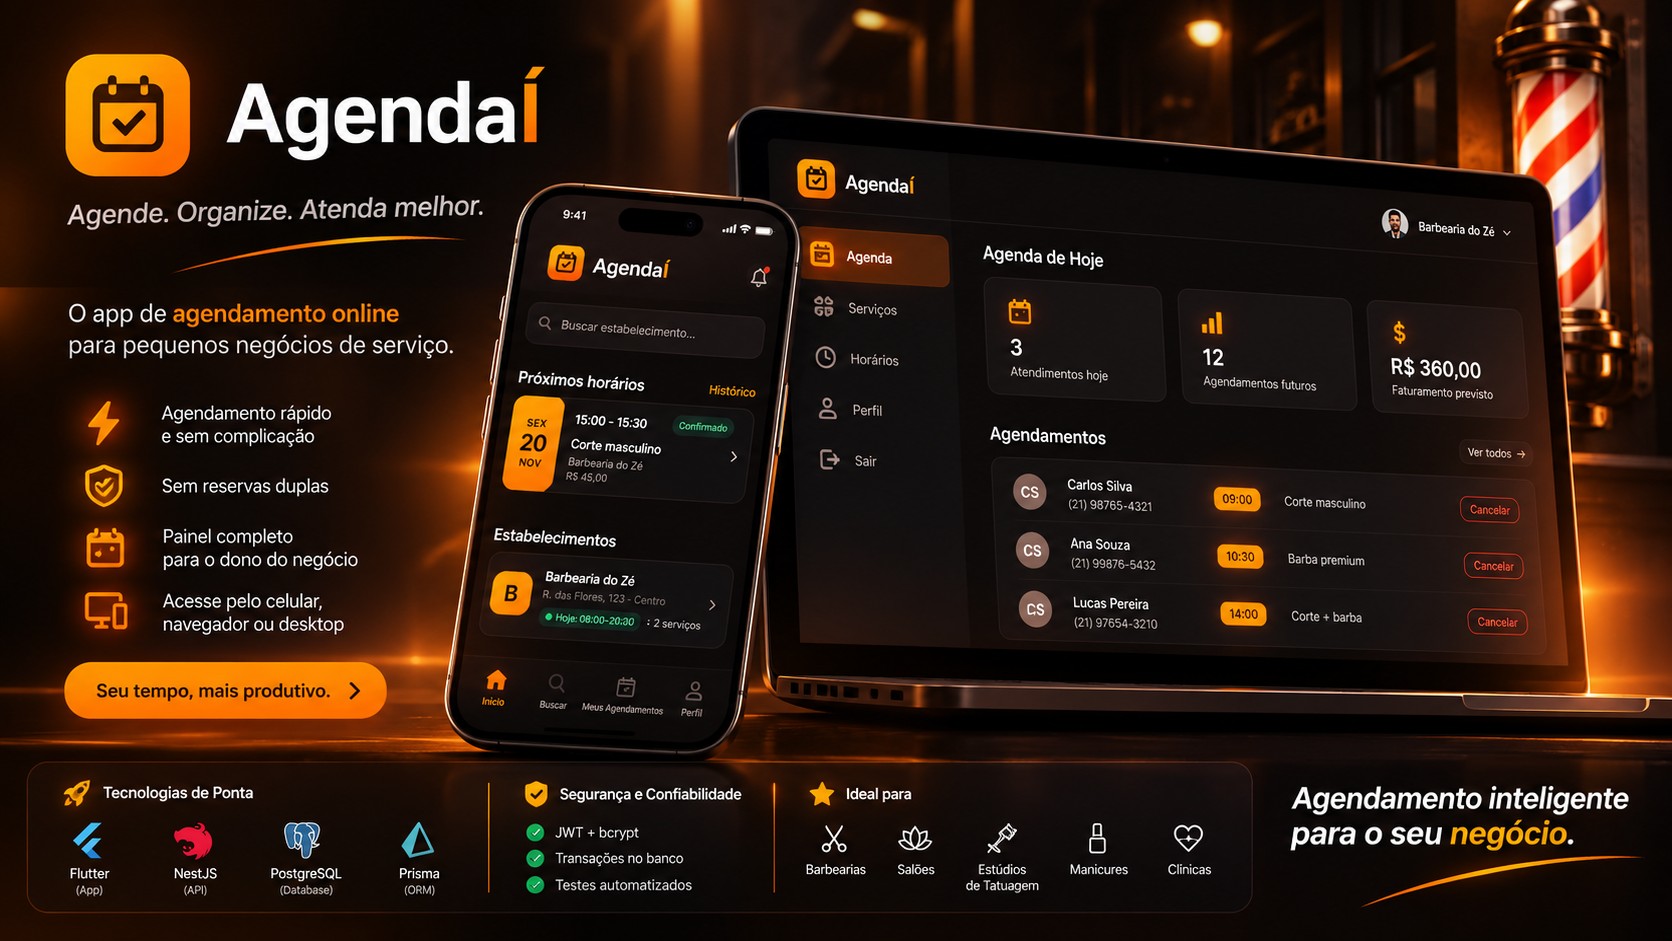 Agendaí
Agende. Organize. Atenda melhor.
O app de agendamento online
para pequenos negócios de serviço.
Agendamento rápido
e sem complicação
Sem reservas duplas
Painel completo
para o dono do negócio
Acesse pelo celular,
navegador ou desktop
Seu tempo, mais produtivo.
9:41
Agendaí
Buscar estabelecimento...
Próximos horários
Histórico
SEX
20
NOV
15:00 - 15:30
Confirmado
Corte masculino
Barbearia do Zé
R$ 45,00
Estabelecimentos
B
Barbearia do Zé
R. das Flores, 123 - Centro
Hoje: 08:00-20:30 : 2 serviços
Início
Buscar
Meus Agendamentos
Perfil
Agendaí
Barbearia do Zé
Agenda
Serviços
Horários
Perfil
Sair
Agenda de Hoje
3
Atendimentos hoje
12
Agendamentos futuros
$
R$ 360,00
Faturamento previsto
Agendamentos
Ver todos →
CS
Carlos Silva
(21) 98765-4321
09:00
Corte masculino
Cancelar
CS
Ana Souza
(21) 99876-5432
10:30
Barba premium
Cancelar
CS
Lucas Pereira
(21) 97654-3210
14:00
Corte + barba
Cancelar
Tecnologias de Ponta
Flutter
(App)
NestJS
(API)
PostgreSQL
(Database)
Prisma
(ORM)
Segurança e Confiabilidade
JWT + bcrypt
Transações no banco
Testes automatizados
Ideal para
Barbearias
Salões
Estúdios
de Tatuagem
Manicures
Clínicas
Agendamento inteligente
para o seu negócio.